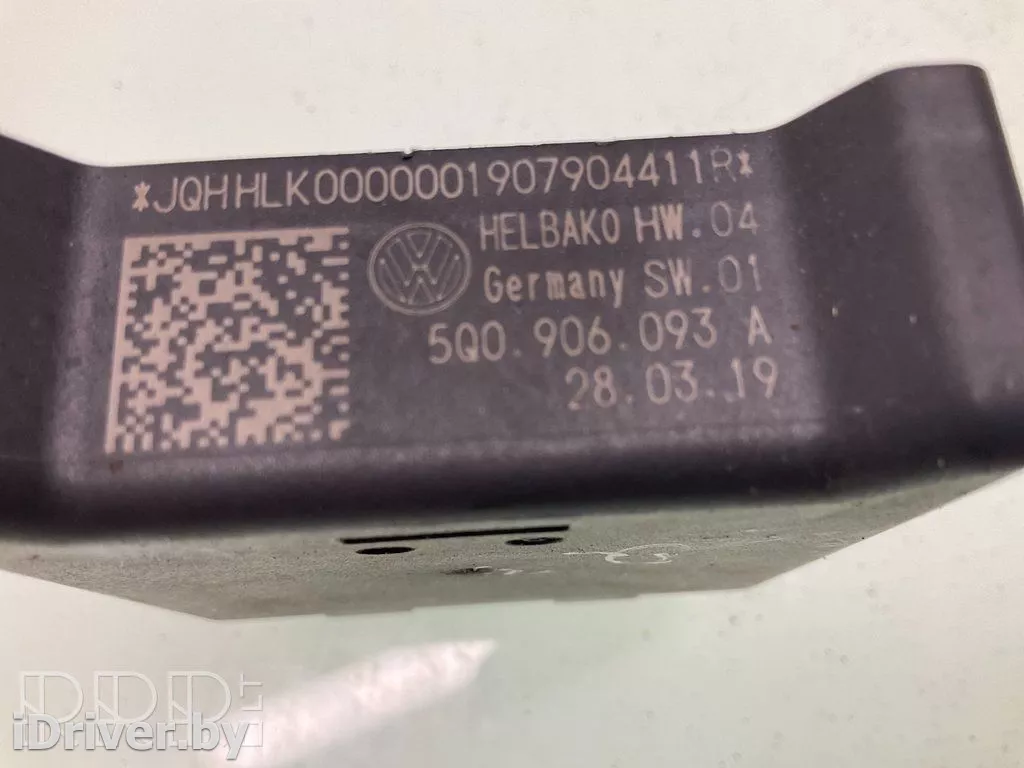 *JQHHLK0000001907904411R*
HELBAKO HW.04
Germany SW.01
5Q0.906.093 A
28.03.19
iDriver.by